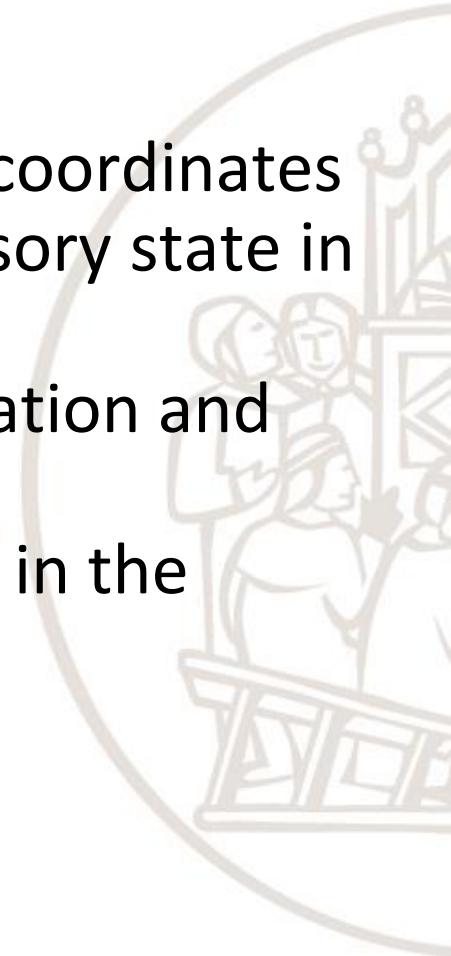 coordinates
sory state in
ation and
in the